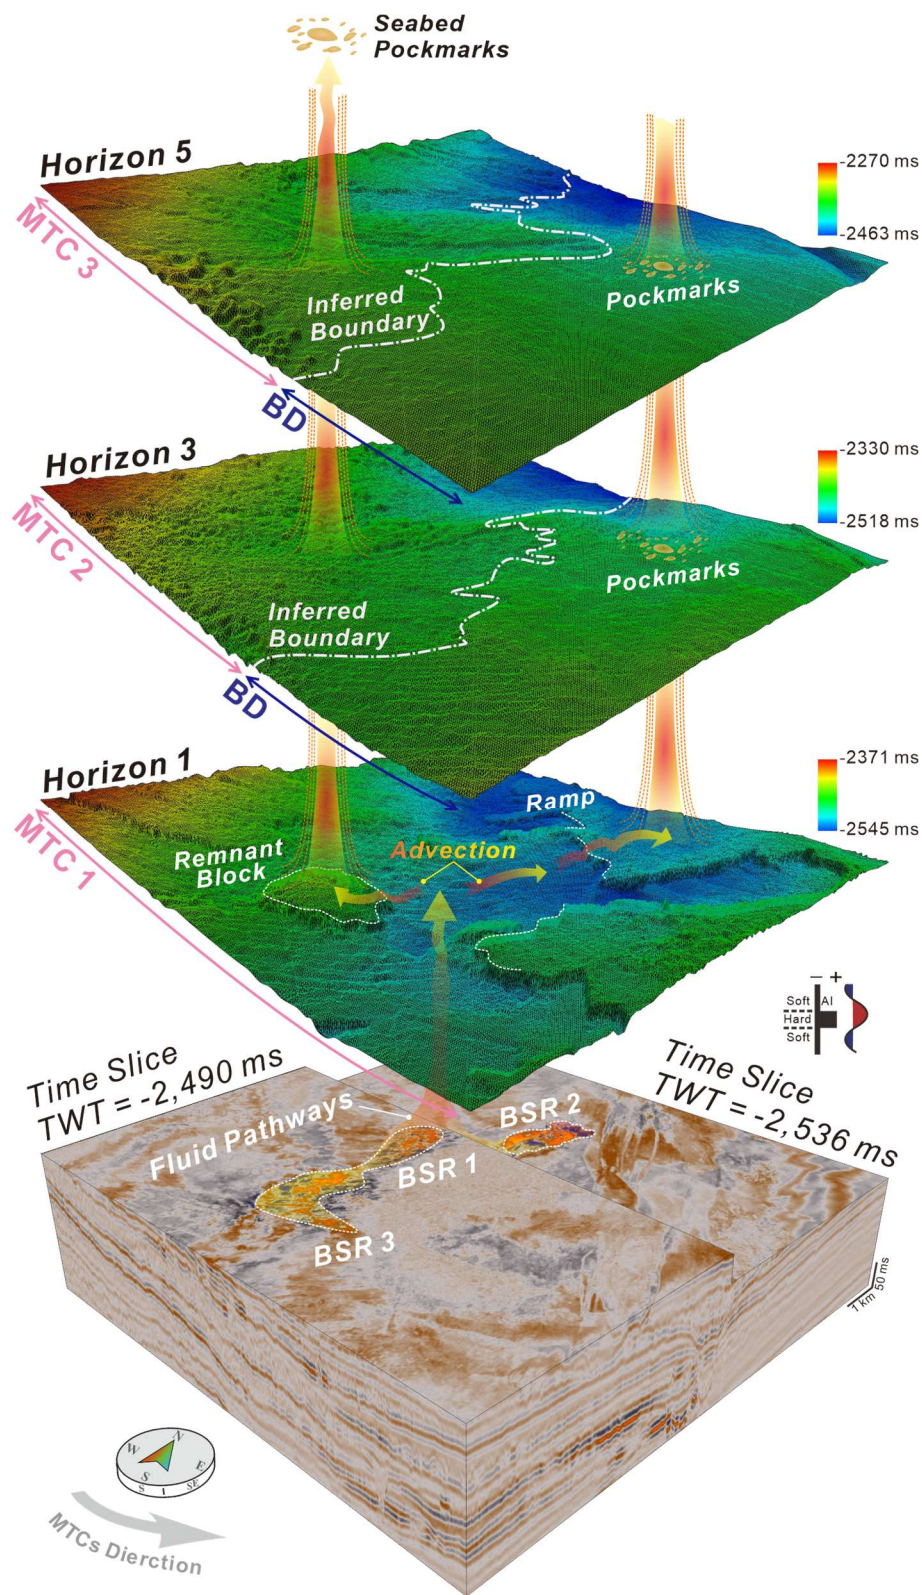 Seabed
Pockmarks
Horizon 5
-2270 ms
-2463 ms
MTC 3
Inferred
Boundary
Pockmarks
BD
Horizon 3
-2330 ms
-2518 ms
MTC 2
Pockmarks
Inferred
Boundary
BD
Horizon 1
-2371 ms
-2545 ms
Ramp
MTC 1
Remnant
Block
Advection
- +
Soft AI
Hard
Soft
Time Slice
TWT = -2,490 ms
Time Slice
TWT = -2,536 ms
Fluid Pathways
BSR 2
BSR 1
BSR 3
50 ms
1 km
N
W
E
S
S
SE
MTCs Dierction